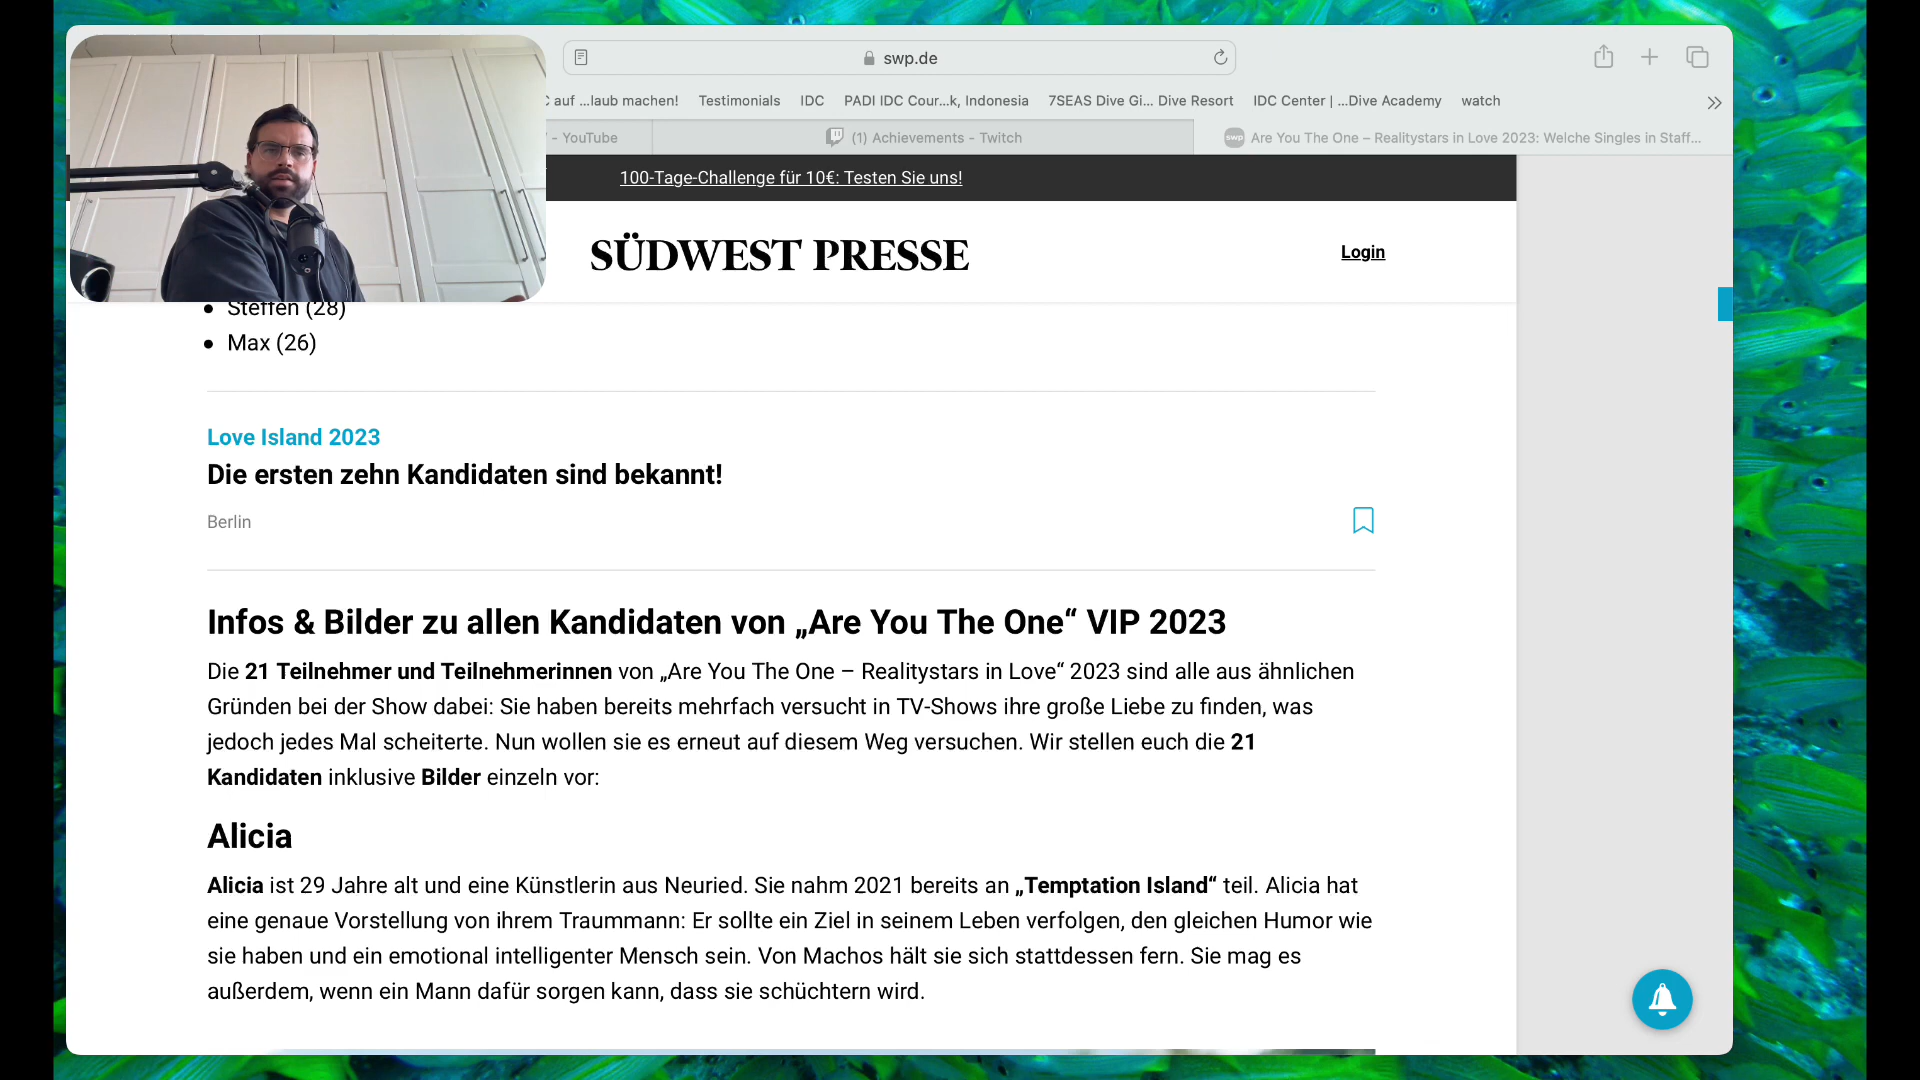 swp.de
C auf ...laub machen! Testimonials IDC PADI IDC Cour...k, Indonesia 7SEAS Dive Gi... Dive Resort IDC Center | ...Dive Academy watch
- YouTube (1) Achievements - Twitch swp Are You The One – Realitystars in Love 2023: Welche Singles in Staff...
100-Tage-Challenge für 10€: Testen Sie uns!
SÜDWEST PRESSE
Login
Steffen (28)
Max (26)
Love Island 2023
Die ersten zehn Kandidaten sind bekannt!
Berlin
Infos & Bilder zu allen Kandidaten von „Are You The One“ VIP 2023
Die 21 Teilnehmer und Teilnehmerinnen von „Are You The One – Realitystars in Love“ 2023 sind alle aus ähnlichen
Gründen bei der Show dabei: Sie haben bereits mehrfach versucht in TV-Shows ihre große Liebe zu finden, was
jedoch jedes Mal scheiterte. Nun wollen sie es erneut auf diesem Weg versuchen. Wir stellen euch die 21
Kandidaten inklusive Bilder einzeln vor:
Alicia
Alicia ist 29 Jahre alt und eine Künstlerin aus Neuried. Sie nahm 2021 bereits an „Temptation Island“ teil. Alicia hat
eine genaue Vorstellung von ihrem Traummann: Er sollte ein Ziel in seinem Leben verfolgen, den gleichen Humor wie
sie haben und ein emotional intelligenter Mensch sein. Von Machos hält sie sich stattdessen fern. Sie mag es
außerdem, wenn ein Mann dafür sorgen kann, dass sie schüchtern wird.